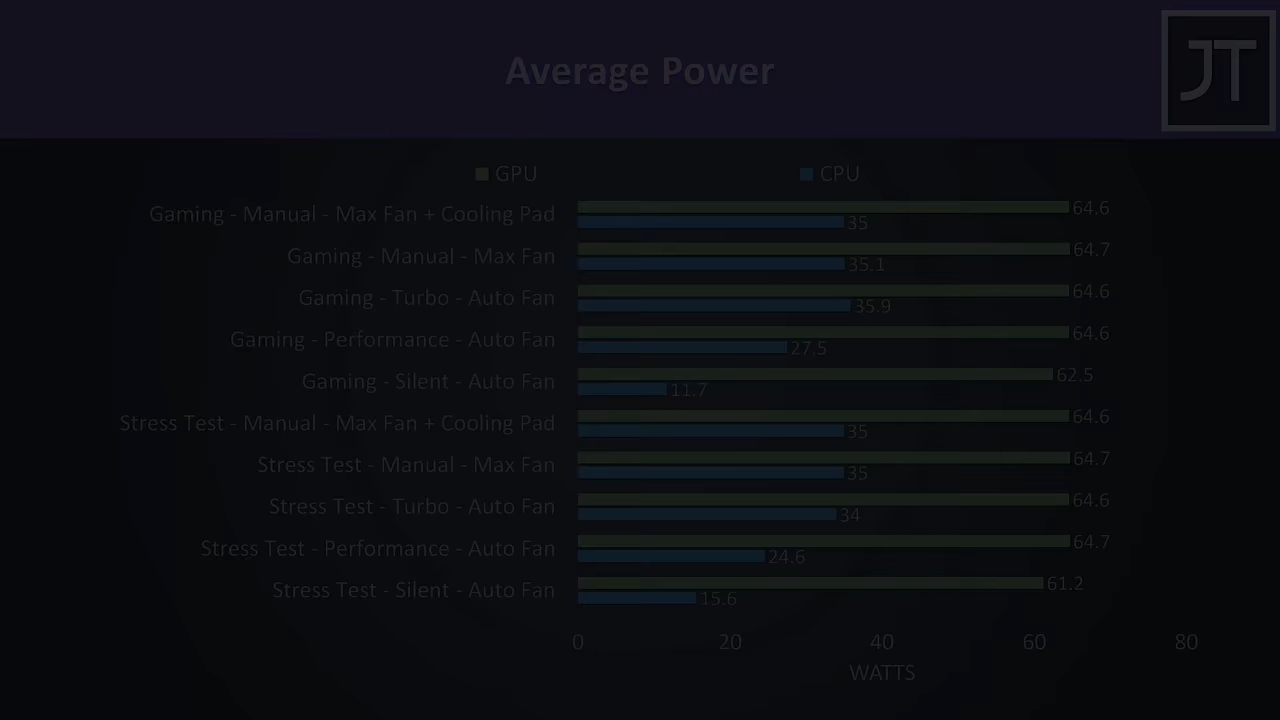 Average Power
JT
GPU
CPU
Gaming - Manual - Max Fan + Cooling Pad 64.6
35
Gaming - Manual - Max Fan 64.7
35.1
Gaming - Turbo - Auto Fan 64.6
35.9
Gaming - Performance - Auto Fan 64.6
27.5
Gaming - Silent - Auto Fan 62.5
11.7
Stress Test - Manual - Max Fan + Cooling Pad 64.6
35
Stress Test - Manual - Max Fan 64.7
35
Stress Test - Turbo - Auto Fan 64.6
34
Stress Test - Performance - Auto Fan 64.7
24.6
Stress Test - Silent - Auto Fan 61.2
15.6
0 20 40 60 80
WATTS